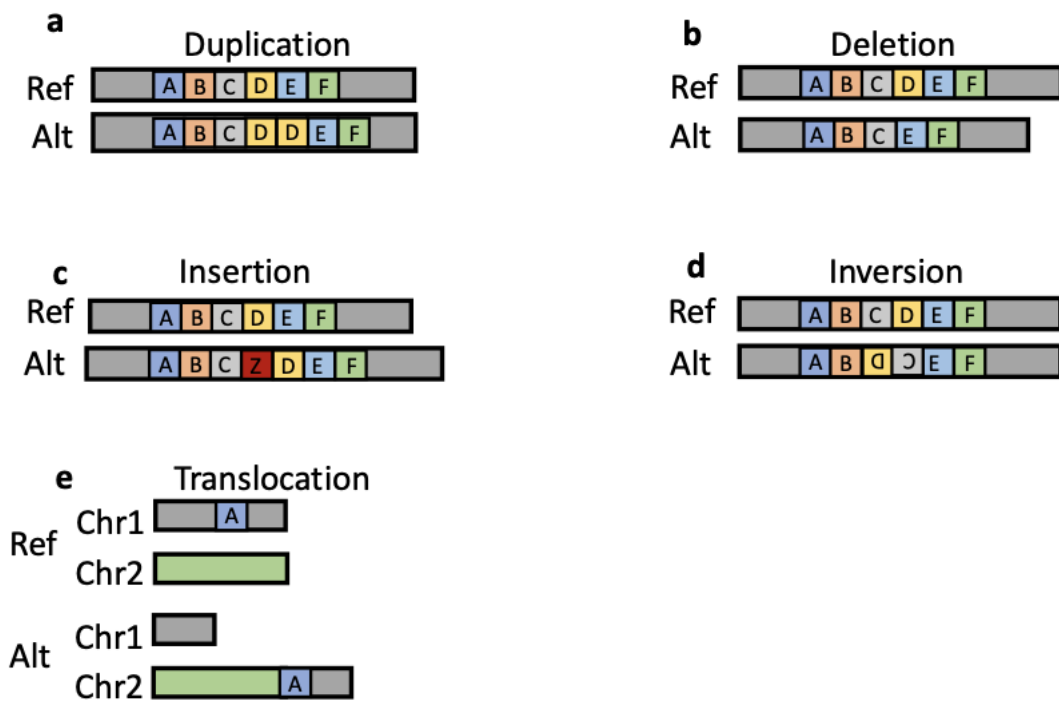 a
Duplication
Ref A B C D E F
Alt A B C D D E F
b
Deletion
Ref A B C D E F
Alt A B C E F
c
Insertion
Ref A B C D E F
Alt A B C Z D E F
d
Inversion
Ref A B C D E F
Alt A B D C E F
e
Translocation
Ref
Chr1 A
Chr2
Alt
Chr1
Chr2 A